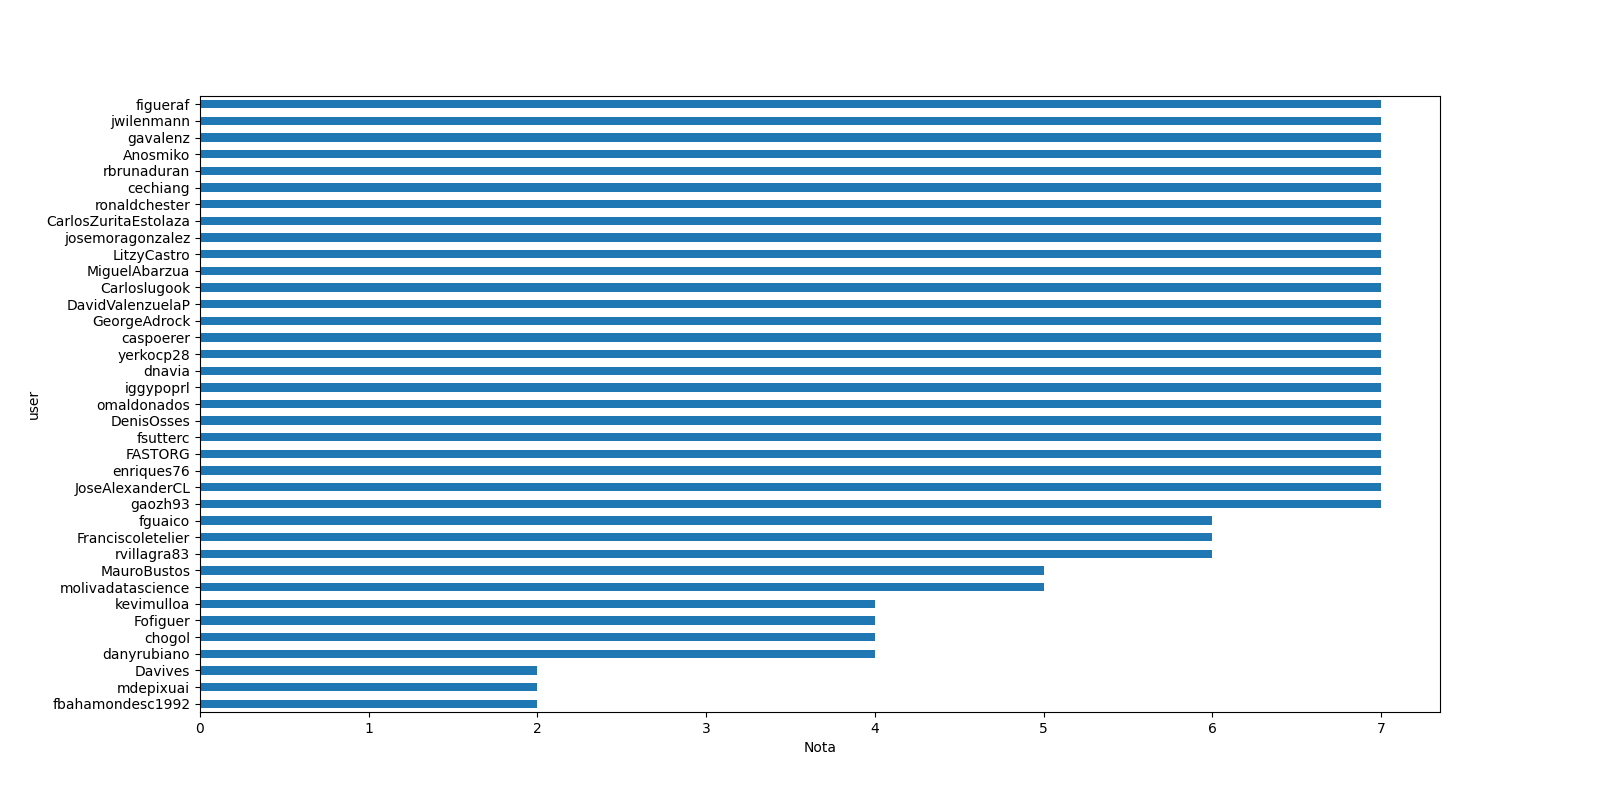 figueraf
jwilenmann
gavalenz
Anosmiko
rbrunaduran
cechiang
ronaldchester
CarlosZuritaEstolaza
josemoragonzalez
LitzyCastro
MiguelAbarzua
Carloslugook
DavidValenzuelaP
GeorgeAdrock
caspoerer
yerkocp28
dnavia
iggypoprl
omaldonados
DenisOsses
fsutterc
FASTORG
enriques76
JoseAlexanderCL
gaozh93
fguaico
Franciscoletelier
rvillagra83
MauroBustos
molivadatascience
kevimulloa
Fofiguer
chogol
danyrubiano
Davives
mdepixuai
fbahamondesc1992
user
0 1 2 3 4 5 6 7
Nota